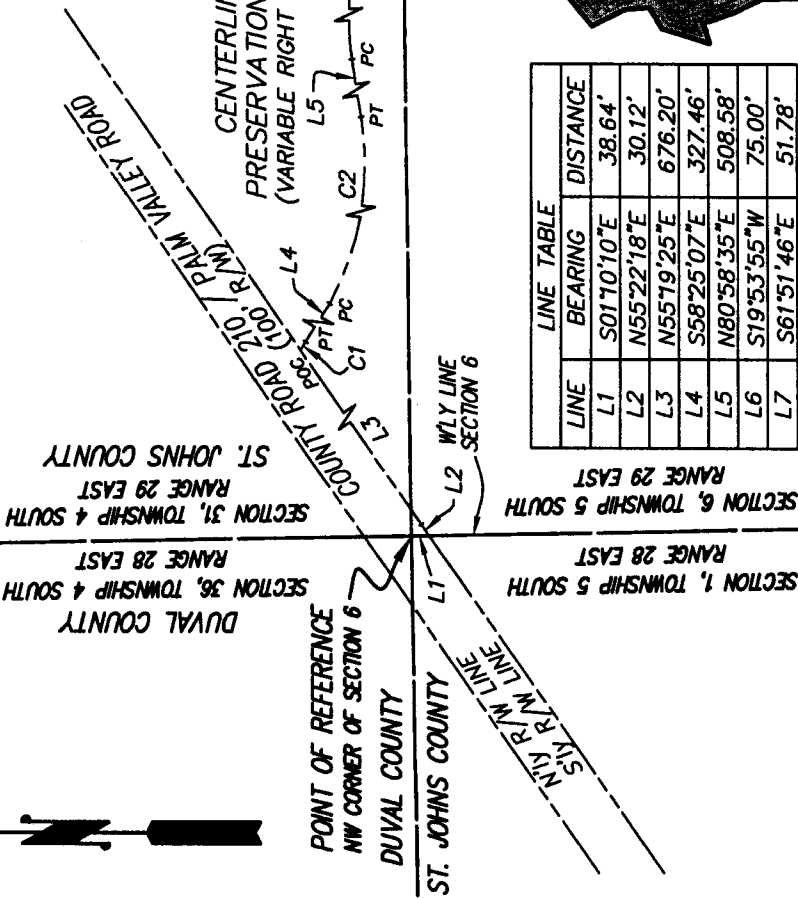 COUNTY ROAD 210 / PALM VALLEY ROAD
(100' R/W)
CENTERLIN
PRESERVATION
(VARIABLE RIGHT
L5
PC
PT
C2
L4
PC
PT
POC
C1
L3
DUVAL COUNTY
SECTION 36, TOWNSHIP 4 SOUTH
RANGE 28 EAST
SECTION 31, TOWNSHIP 4 SOUTH
RANGE 29 EAST
ST. JOHNS COUNTY
POINT OF REFERENCE
NW CORNER OF SECTION 6
DUVAL COUNTY
ST. JOHNS COUNTY
L1
L2
W'LY LINE
SECTION 6
N'lY R/W LINE
S'lY R/W LINE
SECTION 1, TOWNSHIP 5 SOUTH
RANGE 28 EAST
SECTION 6, TOWNSHIP 5 SOUTH
RANGE 29 EAST
LINE TABLE
LINE BEARING DISTANCE
L1 S01°10'10"E 38.64'
L2 N55°22'18"E 30.12'
L3 N55°19'25"E 676.20'
L4 S58°25'07"E 327.46'
L5 N80°58'35"E 508.58'
L6 S19°53'55"W 75.00'
L7 S61°51'46"E 51.78'